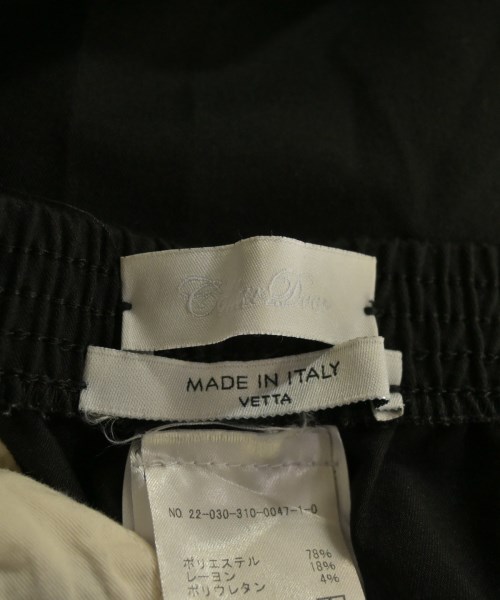 MADE IN ITALY
VETTA
NO 22-030-310-0047-1-0
ポリエステル 78%
レーヨン 18%
ポリウレタン 4%